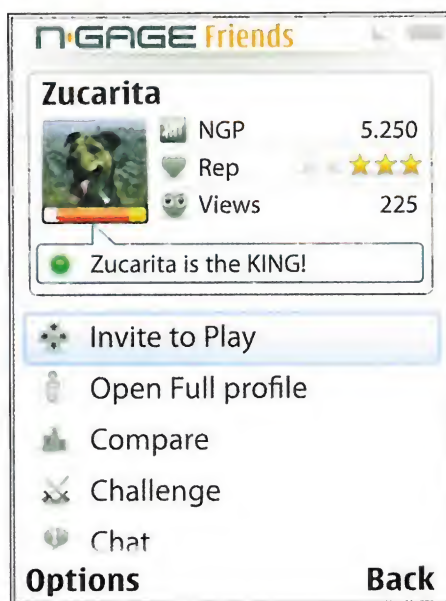 N·GAGE Friends
Zucarita
NGP 5.250
Rep
Views 225
Zucarita is the KING!
Invite to Play
Open Full profile
Compare
Challenge
Chat
Options Back